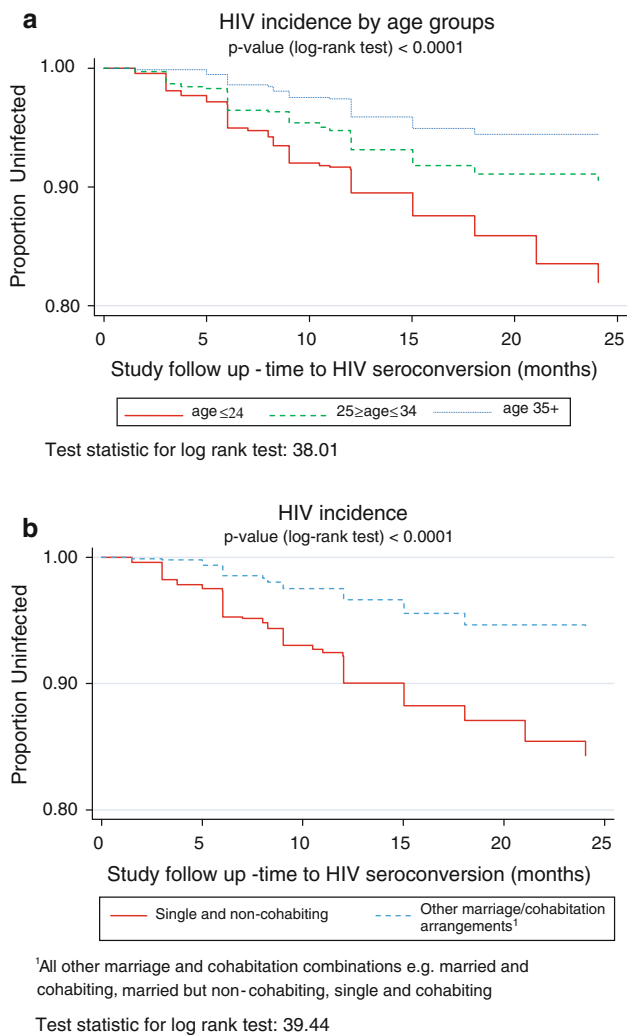 a
HIV incidence by age groups
p-value (log-rank test) < 0.0001
Proportion Uninfected
1.00
0.90
0.80
0 5 10 15 20 25
Study follow up - time to HIV seroconversion (months)
age ≤24 25≥age≤34 age 35+
Test statistic for log rank test: 38.01
b
HIV incidence
p-value (log-rank test) < 0.0001
Proportion Uninfected
1.00
0.90
0.80
0 5 10 15 20 25
Study follow up -time to HIV seroconversion (months)
Single and non-cohabiting Other marriage/cohabitation
arrangements¹
¹All other marriage and cohabitation combinations e.g. married and
cohabiting, married but non-cohabiting, single and cohabiting
Test statistic for log rank test: 39.44